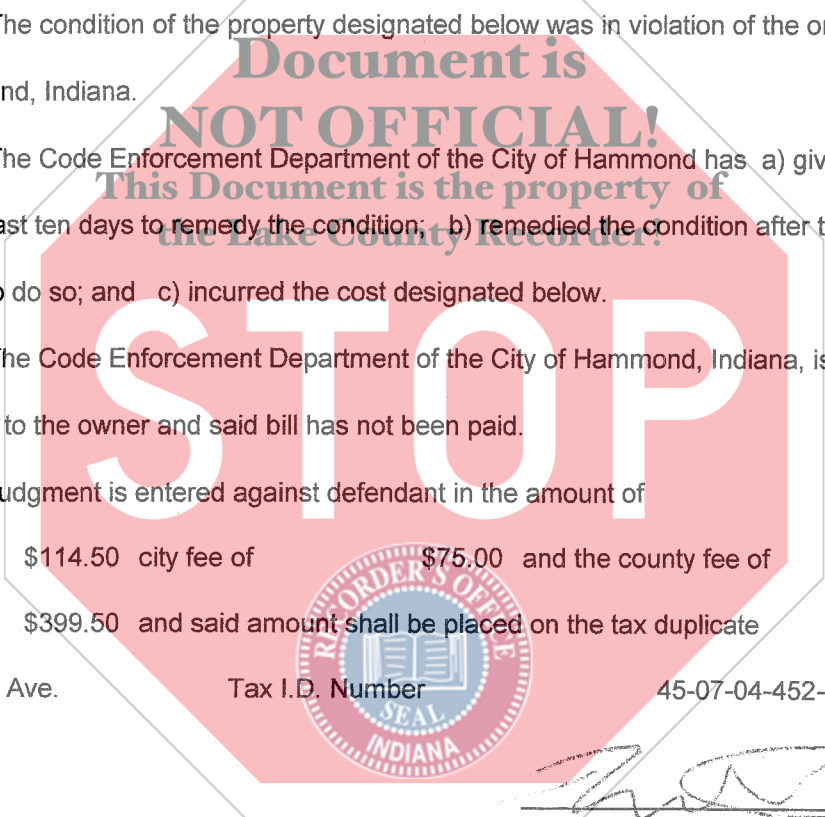 The condition of the property designated below was in violation of the o
Document is
nd, Indiana.
NOT OFFICIAL!
The Code Enforcement Department of the City of Hammond has a) giv
This Document is the property of
ast ten days to remedy the condition; b) remedied the condition after t
the Lake County Recorder!
o do so; and c) incurred the cost designated below.
STOP
The Code Enforcement Department of the City of Hammond, Indiana, is
to the owner and said bill has not been paid.
udgment is entered against defendant in the amount of
$114.50 city fee of $75.00 and the county fee of
$399.50 and said amount shall be placed on the tax duplicate
RECORDER'S OFFICE
Ave. Tax I.D. Number 45-07-04-452-
SEAL
INDIANA